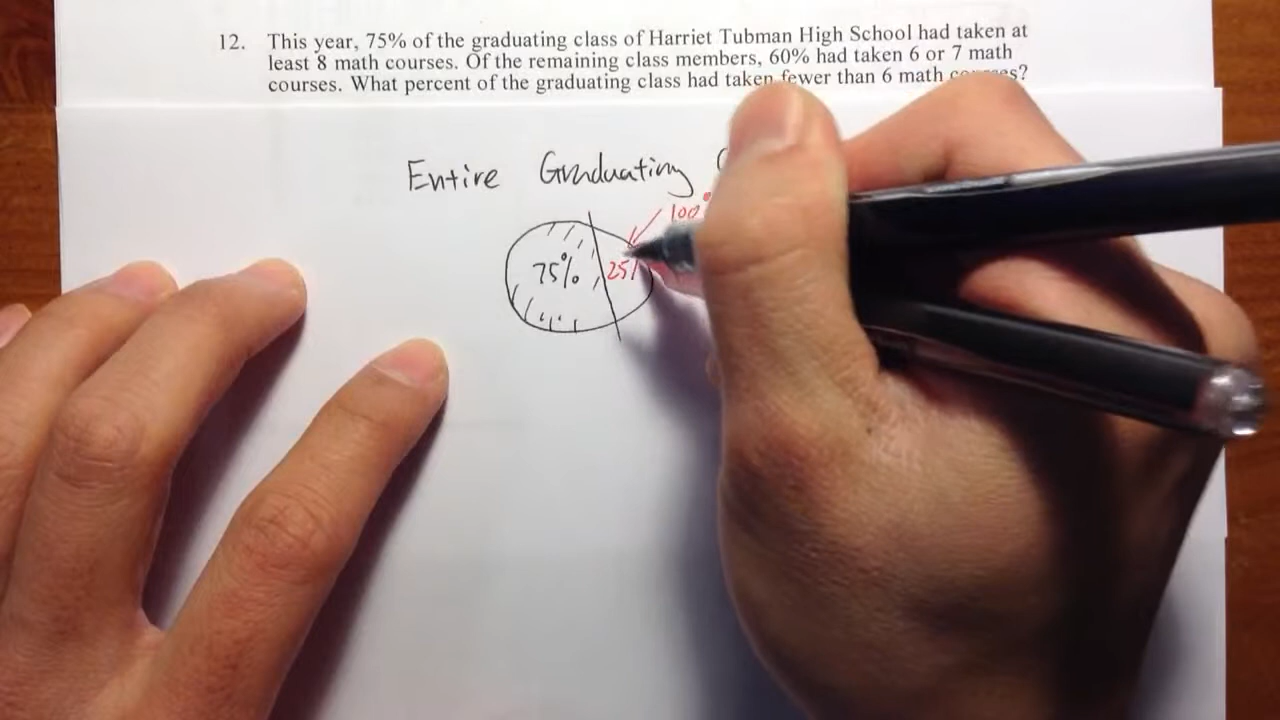 12. This year, 75% of the graduating class of Harriet Tubman High School had taken at
least 8 math courses. Of the remaining class members, 60% had taken 6 or 7 math
courses. What percent of the graduating class had taken fewer than 6 math courses?
Entire Graduating
100
75% 25%